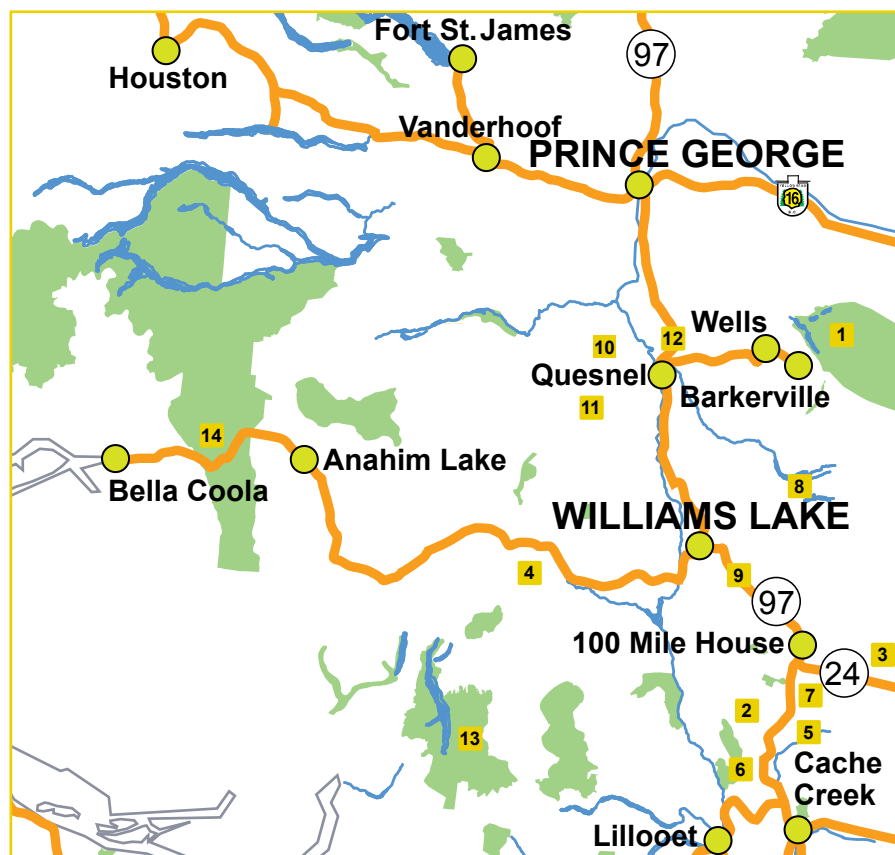 Fort St. James
97
Houston
Vanderhoof
PRINCE GEORGE
16
Wells
1
12
10
Quesnel
Barkerville
11
14
Anahim Lake
Bella Coola
8
WILLIAMS LAKE
4
9
97
100 Mile House
3
24
7
2
5
13
6
Cache
Creek
Lillooet